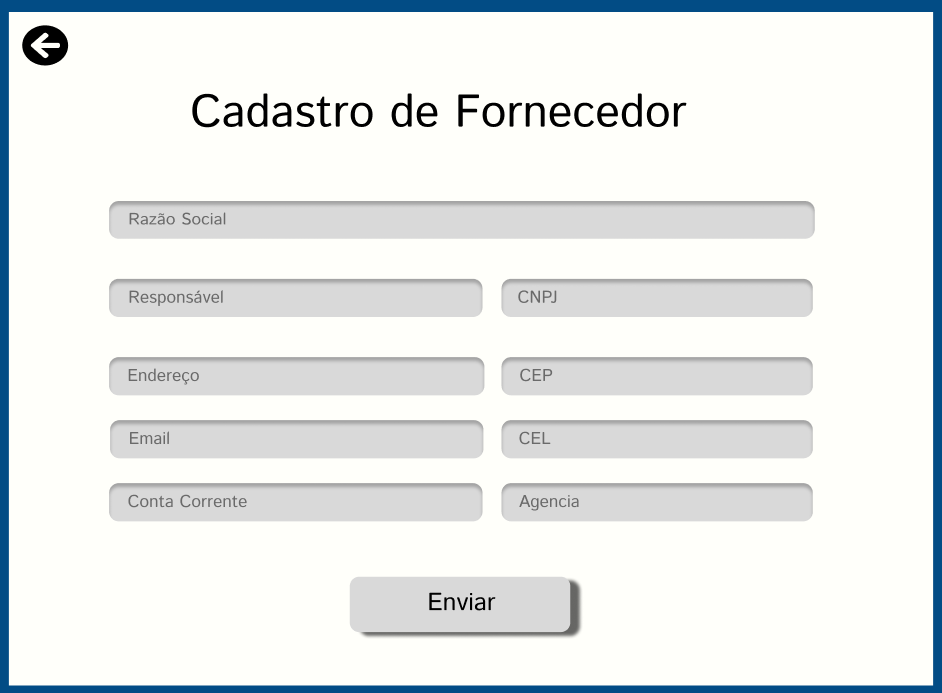 Cadastro de Fornecedor
Razão Social
Responsável
CNPJ
Endereço
CEP
Email
CEL
Conta Corrente
Agencia
Enviar